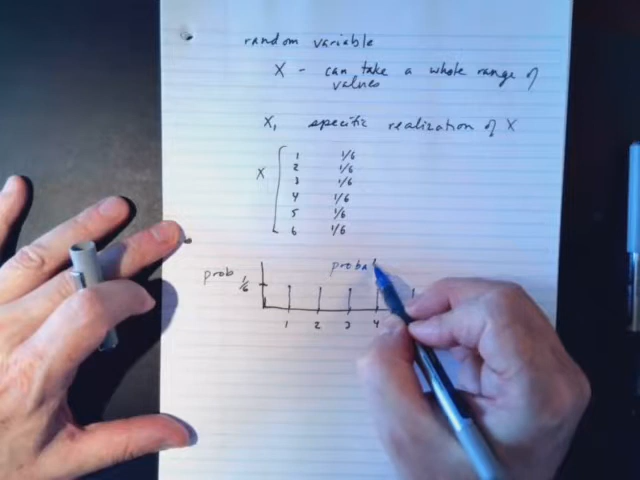 random variable
X - can take a whole range of
values
X, specific realization of X
X
1 1/6
2 1/6
3 1/6
4 1/6
5 1/6
6 1/6
prob
probab
1/6
1 2 3 4